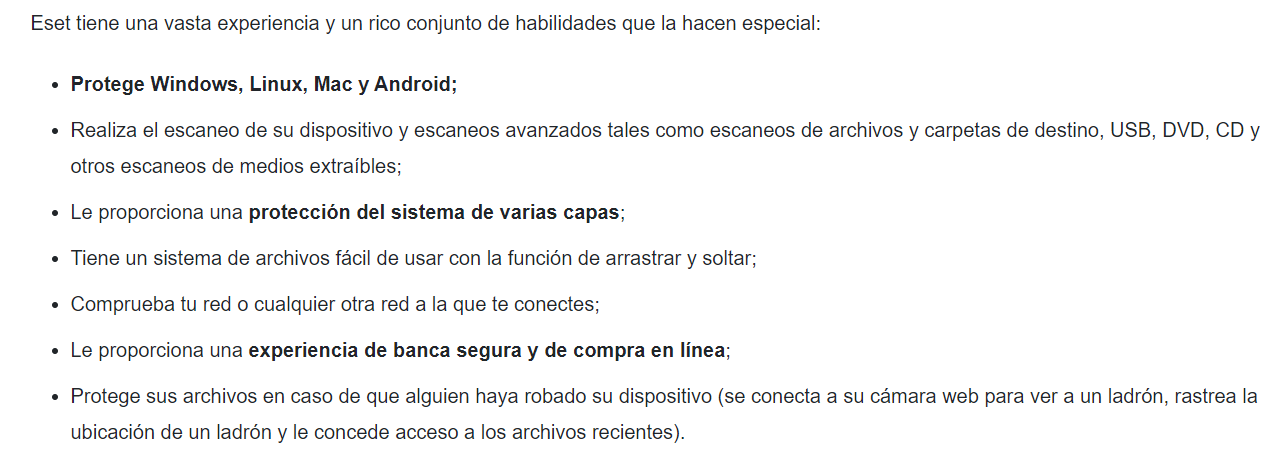 Eset tiene una vasta experiencia y un rico conjunto de habilidades que la hacen especial:
• Protege Windows, Linux, Mac y Android;
• Realiza el escaneo de su dispositivo y escaneos avanzados tales como escaneos de archivos y carpetas de destino, USB, DVD, CD y
otros escaneos de medios extraíbles;
• Le proporciona una protección del sistema de varias capas;
• Tiene un sistema de archivos fácil de usar con la función de arrastrar y soltar;
• Comprueba tu red o cualquier otra red a la que te conectes;
• Le proporciona una experiencia de banca segura y de compra en línea;
• Protege sus archivos en caso de que alguien haya robado su dispositivo (se conecta a su cámara web para ver a un ladrón, rastrea la
ubicación de un ladrón y le concede acceso a los archivos recientes).